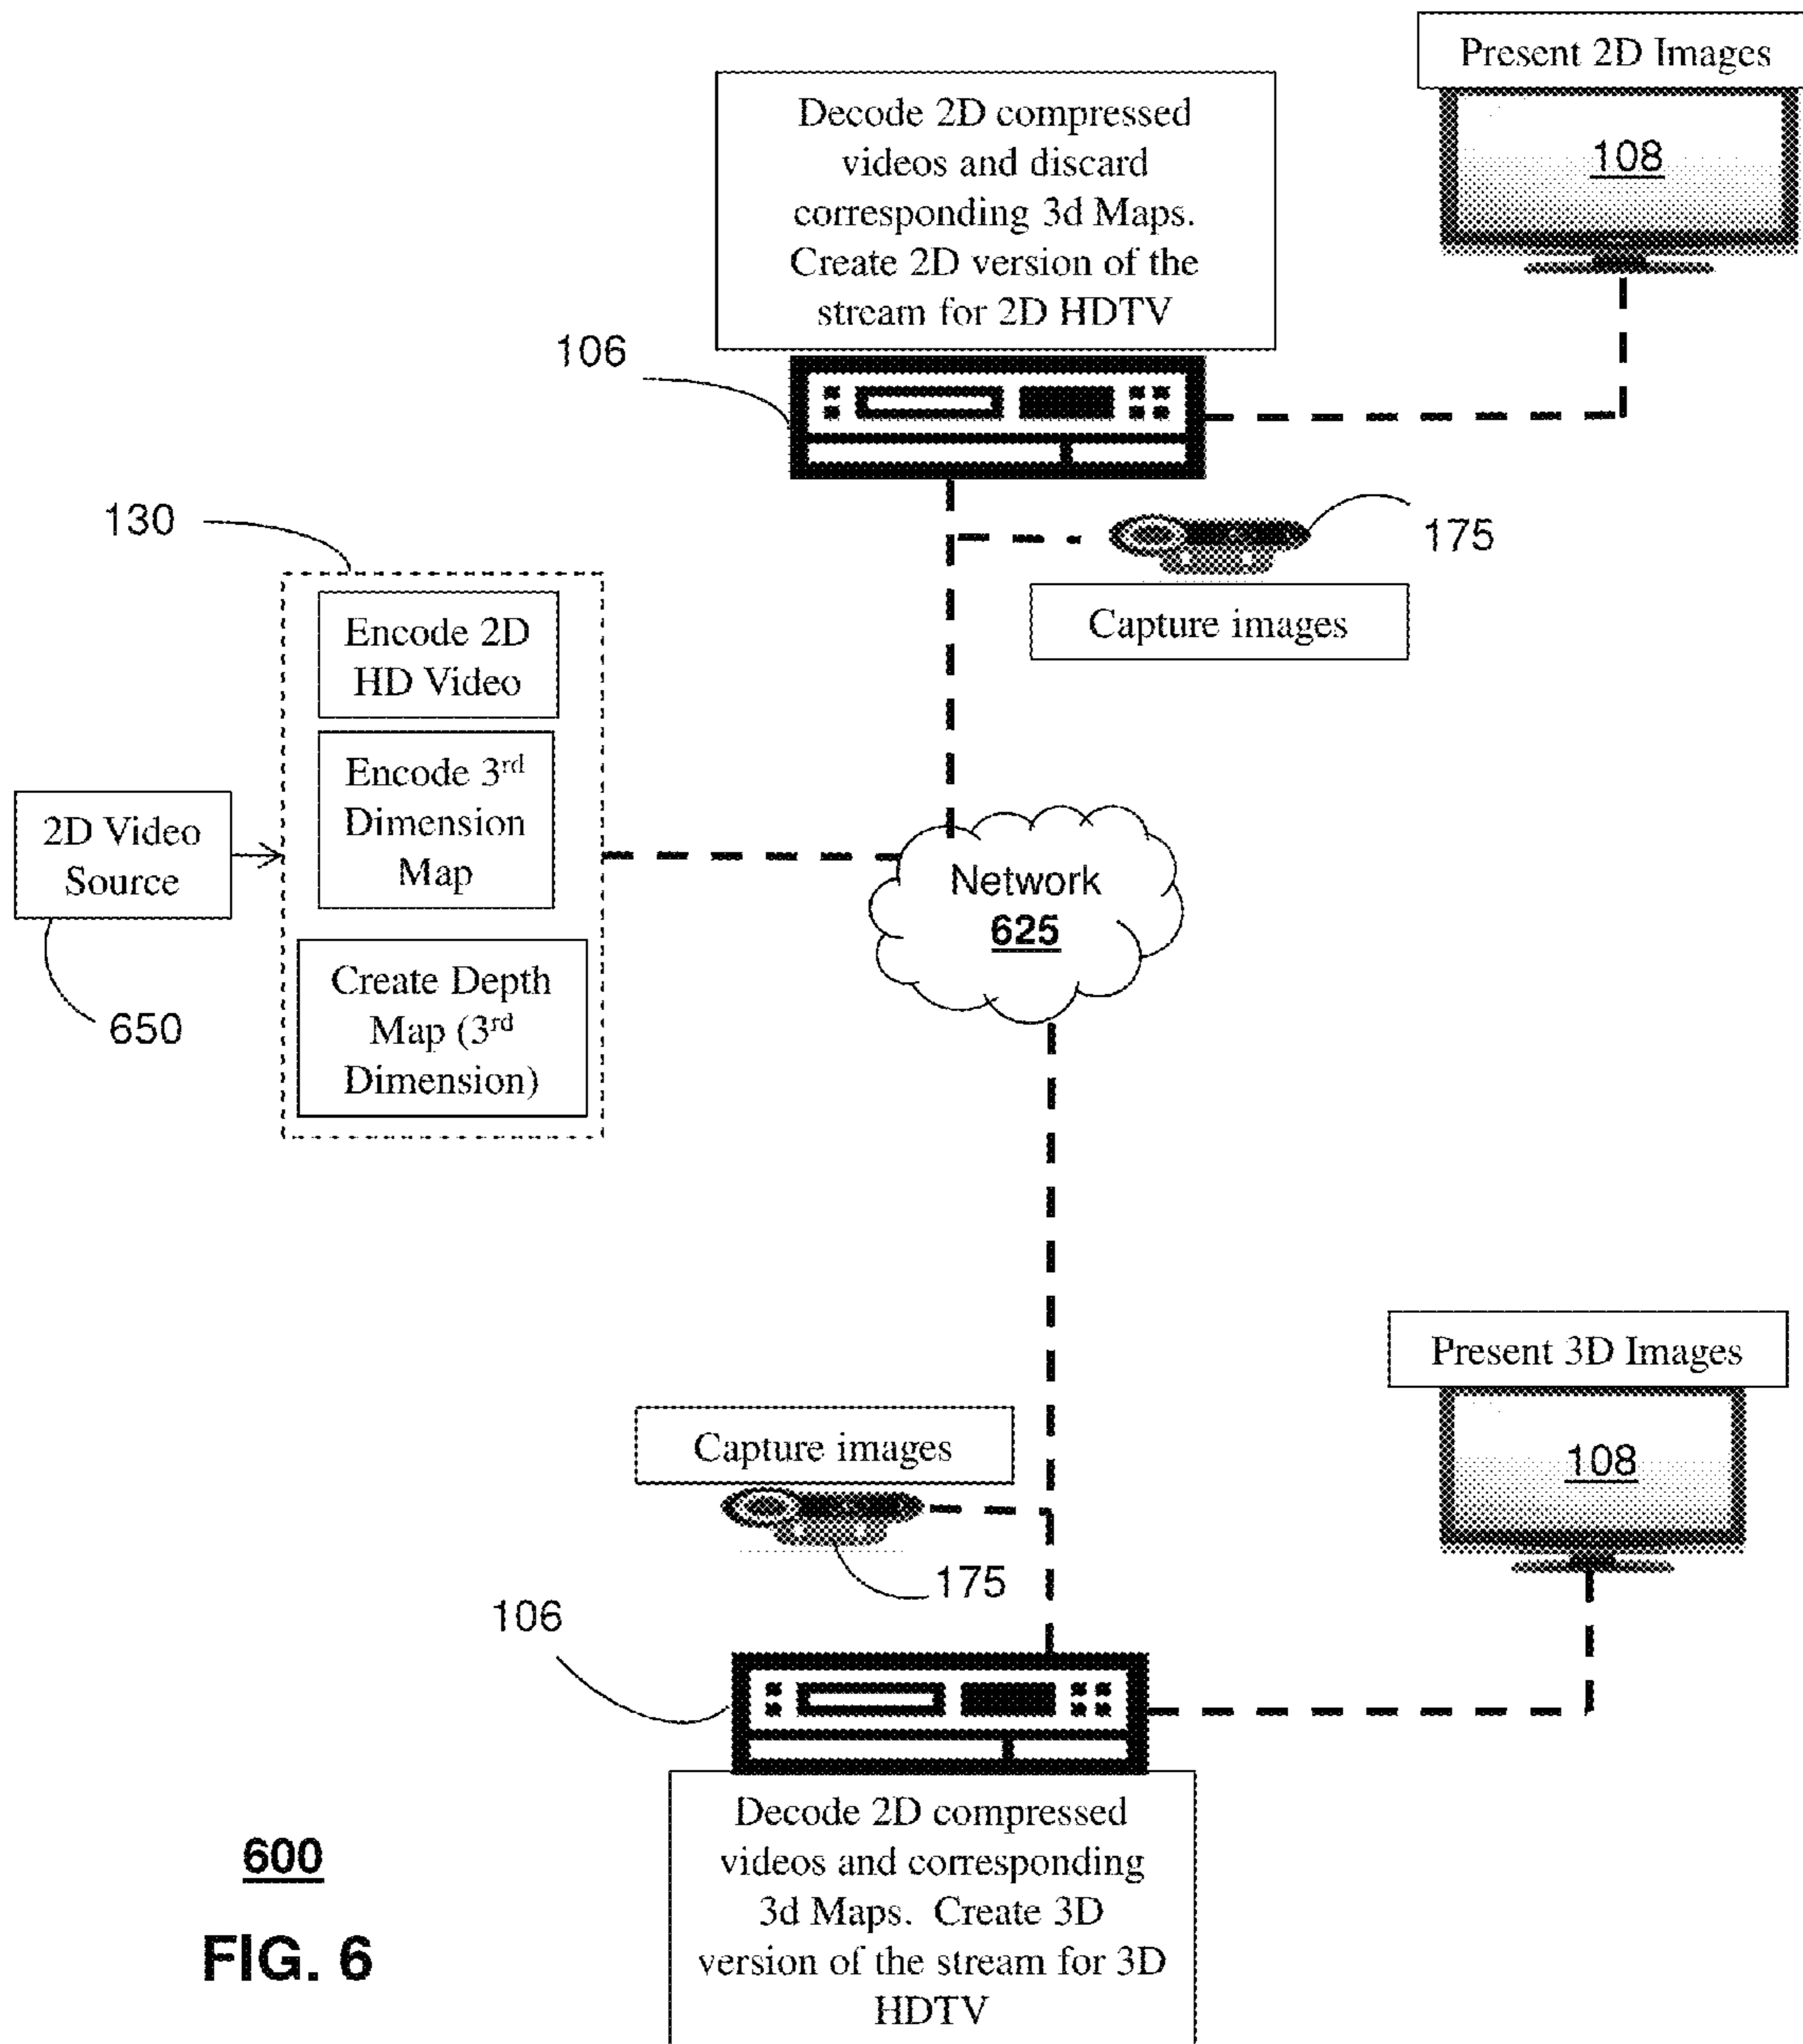 Present 2D Images
108
Decode 2D compressed
videos and discard
corresponding 3d Maps.
Create 2D version of the
stream for 2D HDTV
106
175
Capture images
130
Encode 2D
HD Video
Encode 3rd
Dimension
Map
Create Depth
Map (3rd
Dimension)
2D Video
Source
650
Network
625
Present 3D Images
108
Capture images
175
106
Decode 2D compressed
videos and corresponding
3d Maps. Create 3D
version of the stream for 3D
HDTV
600
FIG. 6